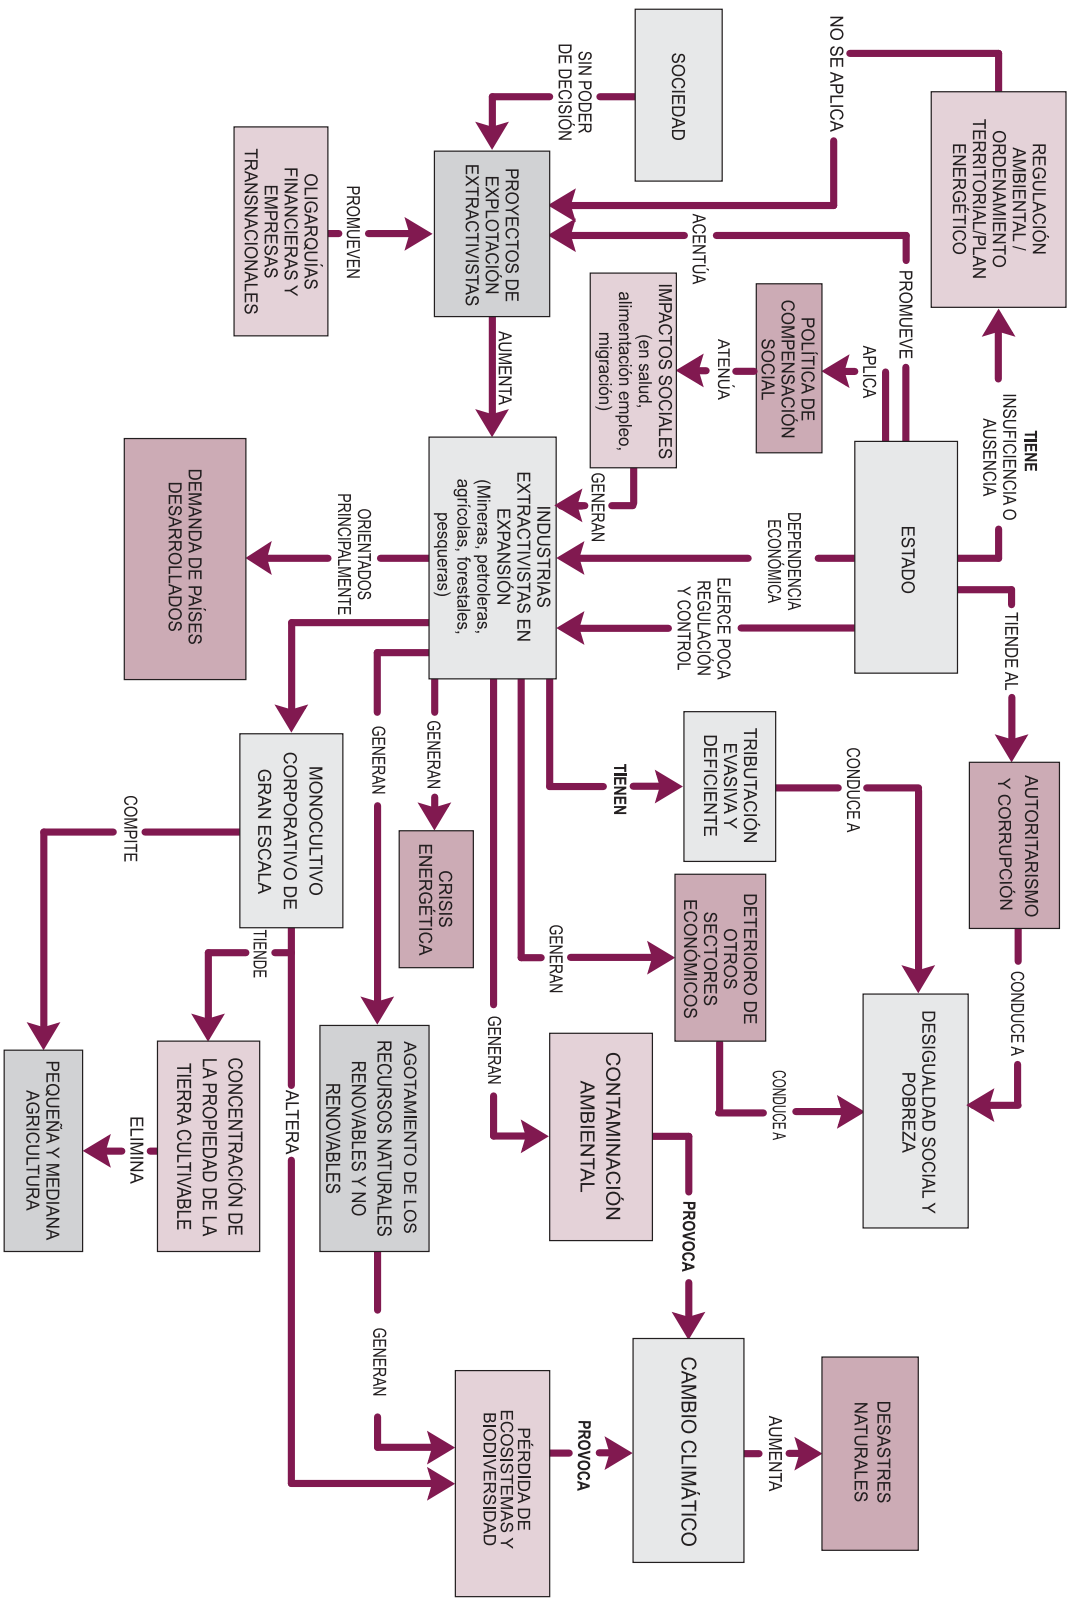 REGULACIÓN
AMBIENTAL /
ORDENAMIENTO
TERRITORIAL/PLAN
ENERGÉTICO
TIENE
INSUFICIENCIA O
AUSENCIA
TIENDE AL
AUTORITARISMO
Y CORRUPCIÓN
CONDUCE A
NO SE APLICA
PROMUEVE
APLICA
ESTADO
CONDUCE A
DESIGUALDAD SOCIAL Y
POBREZA
DESASTRES
NATURALES
AUMENTA
POLÍTICA DE
COMPENSACIÓN
SOCIAL
ATENÚA
DEPENDENCIA
ECONÓMICA
EJERCE POCA
REGULACIÓN
Y CONTROL
TRIBUTACIÓN
EVASIVA Y
DEFICIENTE
DETERIORO DE
OTROS
SECTORES
ECONÓMICOS
CONDUCE A
SOCIEDAD
ACENTÚA
IMPACTOS SOCIALES
(en salud,
alimentación empleo,
migración)
GENERAN
TIENEN
PROVOCA
CAMBIO CLIMÁTICO
SIN PODER
DE DECISIÓN
GENERAN
CONTAMINACIÓN
AMBIENTAL
PROVOCA
PROYECTOS DE
EXPLOTACIÓN
EXTRACTIVISTAS
AUMENTA
INDUSTRIAS
EXTRACTIVISTAS EN
EXPANSIÓN
(Mineras, petroleras,
agrícolas, forestales,
pesqueras)
GENERAN
PÉRDIDA DE
ECOSISTEMAS Y
BIODIVERSIDAD
PROMUEVEN
GENERAN
CRISIS
ENERGÉTICA
ORIENTADOS
PRINCIPALMENTE
GENERAN
AGOTAMIENTO DE LOS
RECURSOS NATURALES
RENOVABLES Y NO
RENOVABLES
GENERAN
OLIGARQUÍAS
FINANCIERAS Y
EMPRESAS
TRANSNACIONALES
MONOCULTIVO
CORPORATIVO DE
GRAN ESCALA
TIENDE
ALTERA
DEMANDA DE PAÍSES
DESARROLLADOS
CONCENTRACIÓN DE
LA PROPIEDAD DE LA
TIERRA CULTIVABLE
COMPITE
ELIMINA
PEQUEÑA Y MEDIANA
AGRICULTURA